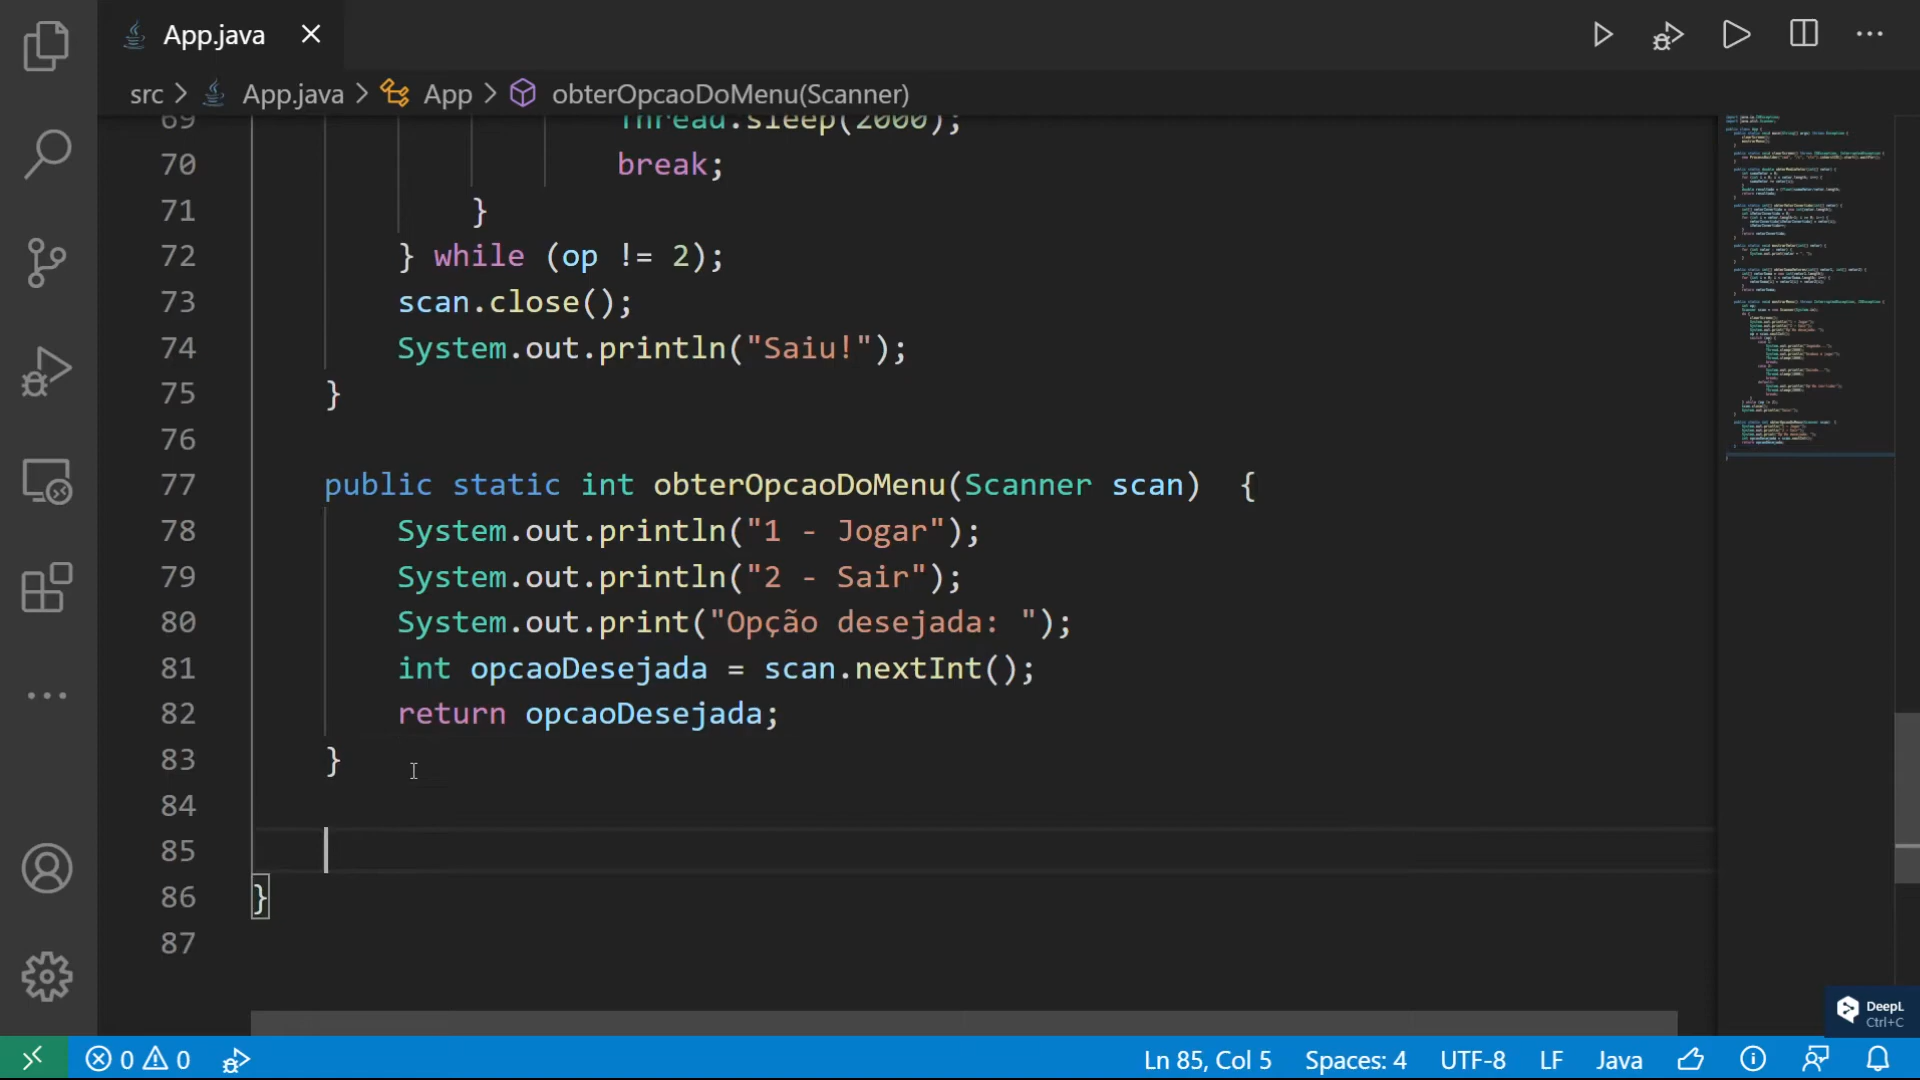 App.java
src > App.java > App > obterOpcaoDoMenu(Scanner)
69 Thread.sleep(2000);
70 break;
71 }
72 } while (op != 2);
73 scan.close();
74 System.out.println("Saiu!");
75 }
76
77 public static int obterOpcaoDoMenu(Scanner scan)  {
78 System.out.println("1 - Jogar");
79 System.out.println("2 - Sair");
80 System.out.print("Opção desejada: ");
81 int opcaoDesejada = scan.nextInt();
82 return opcaoDesejada;
83 }
84
85
86 }
87
DeepL
Ctrl+C
0 0 Ln 85, Col 5 Spaces: 4 UTF-8 LF Java